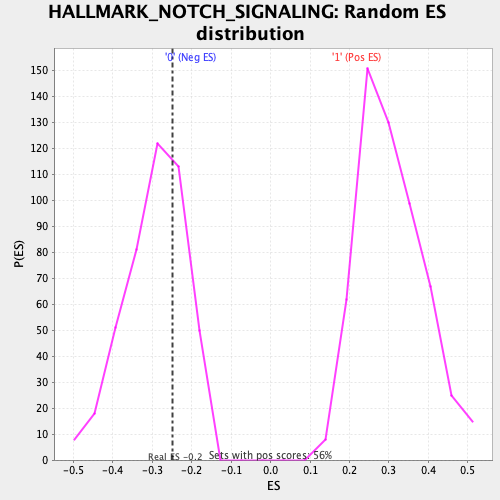 HALLMARK_NOTCH_SIGNALING: Random ES
distribution
'0' (Neg ES)
'1' (Pos ES)
150
140
130
120
110
100
90
80
70
60
50
40
30
20
10
0
P(ES)
Real ES -0.2
Sets with pos scores: 56%
-0.5 -0.4 -0.3 -0.2 -0.1 0.0 0.1 0.2 0.3 0.4 0.5
ES